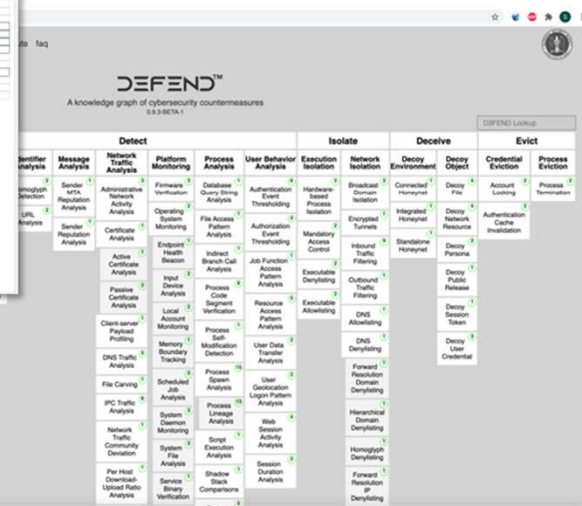 ute faq
S
DEFEND™
A knowledge graph of cybersecurity countermeasures
0.9.3-BETA-1
D3FEND Lookup
Detect
Isolate
Deceive
Evict
dentifier
Analysis
Message
Analysis
Network
Traffic
Analysis
Platform
Monitoring
Process
Analysis
User Behavior
Analysis
Execution
Isolation
Network
Isolation
Decoy
Environment
Decoy
Object
Credential
Eviction
Process
Eviction
omoglyph
Detection
URL
Analysis
Sender
MTA
Reputation
Analysis
Sender
Reputation
Analysis
Administrative
Network
Activity
Analysis
Certificate
Analysis
Active
Certificate
Analysis
Passive
Certificate
Analysis
Client-server
Payload
Profiling
DNS Traffic
Analysis
File Carving
IPC Traffic
Analysis
Network
Traffic
Community
Deviation
Per Host
Download-
Upload Ratio
Analysis
Firmware
Verification
Operating
System
Monitoring
Endpoint
Health
Beacon
Input
Device
Analysis
Local
Account
Monitoring
Memory
Boundary
Tracking
Scheduled
Job
Analysis
System
Daemon
Monitoring
System
File
Analysis
Service
Binary
Verification
Database
Query String
Analysis
File Access
Pattern
Analysis
Indirect
Branch Call
Analysis
Process
Code
Segment
Verification
Process
Self-
Modification
Detection
Process
Spawn
Analysis
Process
Lineage
Analysis
Script
Execution
Analysis
Shadow
Stack
Comparisons
Authentication
Event
Thresholding
Authorization
Event
Thresholding
Job Function
Access
Pattern
Analysis
Resource
Access
Pattern
Analysis
User Data
Transfer
Analysis
User
Geolocation
Logon Pattern
Analysis
Web
Session
Activity
Analysis
Session
Duration
Analysis
Hardware-
based
Process
Isolation
Mandatory
Access
Control
Executable
Denylisting
Executable
Allowlisting
Broadcast
Domain
Isolation
Encrypted
Tunnels
Inbound
Traffic
Filtering
Outbound
Traffic
Filtering
DNS
Allowlisting
DNS
Denylisting
Forward
Resolution
Domain
Denylisting
Hierarchical
Domain
Denylisting
Homoglyph
Denylisting
Forward
Resolution
IP
Denylisting
Connected
Honeynet
Integrated
Honeynet
Standalone
Honeynet
Decoy
File
Decoy
Network
Resource
Decoy
Persona
Decoy
Public
Release
Decoy
Session
Token
Decoy
User
Credential
Account
Locking
Authentication
Cache
Invalidation
Process
Termination